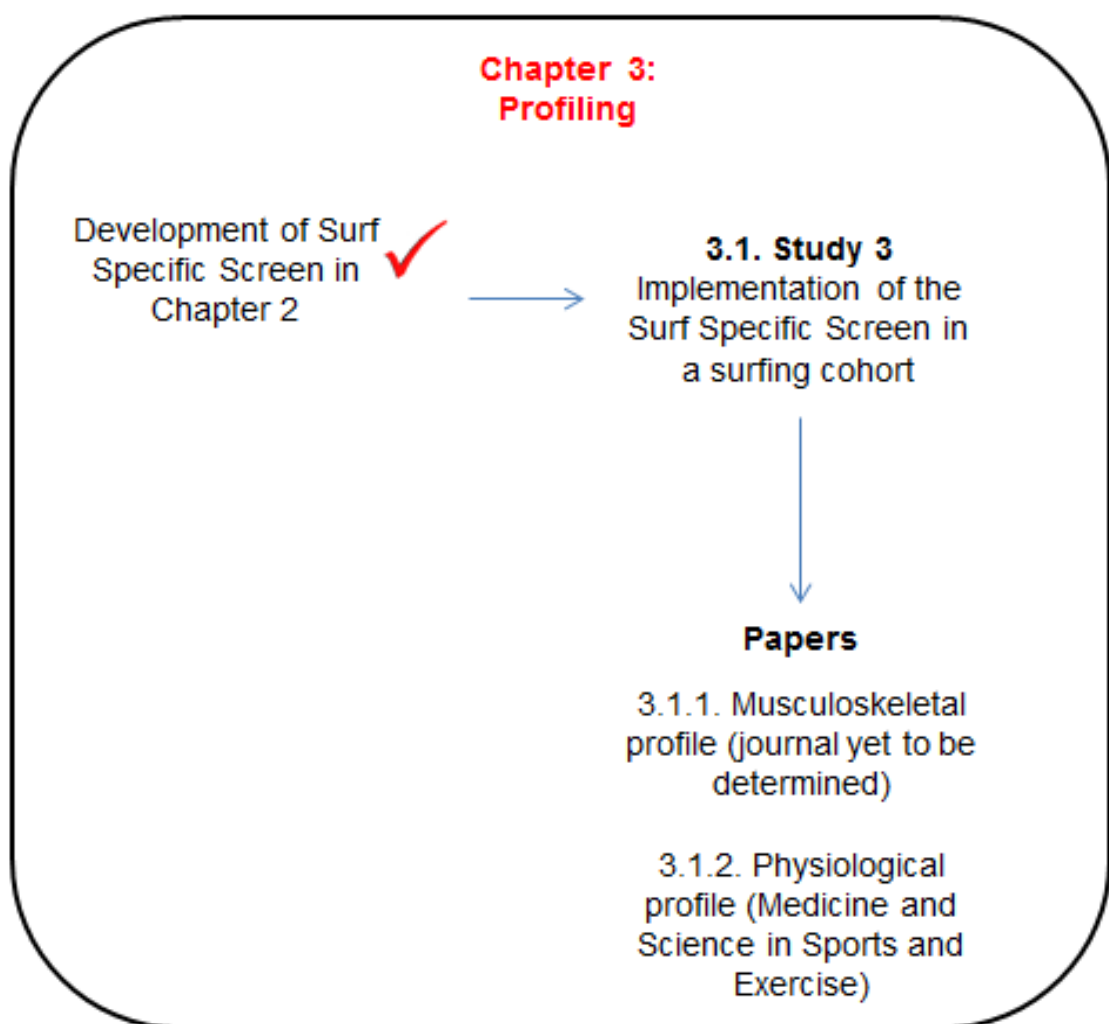 Chapter 3:
Profiling
Development of Surf
Specific Screen in
Chapter 2
3.1. Study 3
Implementation of the
Surf Specific Screen in
a surfing cohort
Papers
3.1.1. Musculoskeletal
profile (journal yet to be
determined)
3.1.2. Physiological
profile (Medicine and
Science in Sports and
Exercise)